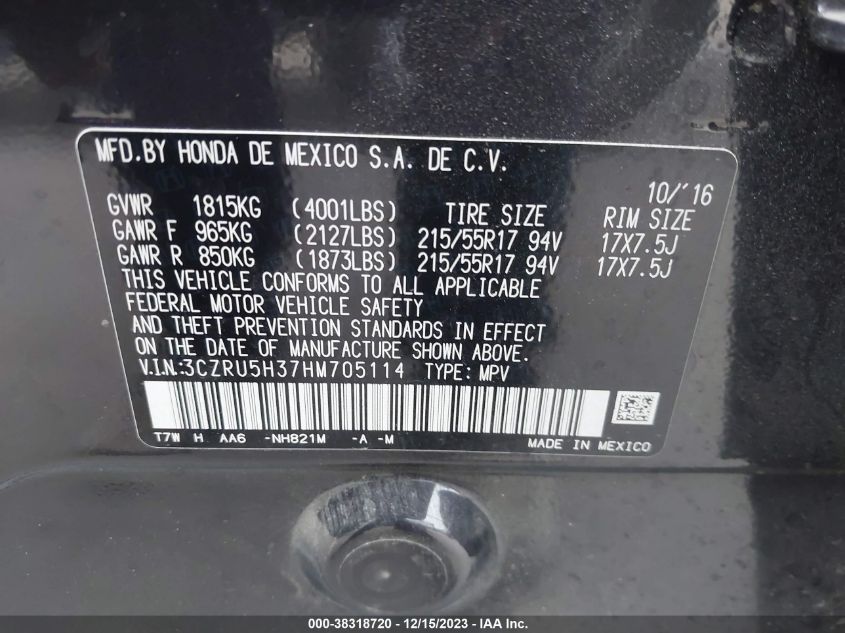 MFD.BY HONDA DE MEXICO S.A. DE C.V.
10/'16
GVWR 1815KG (4001LBS) TIRE SIZE RIM SIZE
GAWR F 965KG (2127LBS) 215/55R17 94V 17X7.5J
GAWR R 850KG (1873LBS) 215/55R17 94V 17X7.5J
THIS VEHICLE CONFORMS TO ALL APPLICABLE
FEDERAL MOTOR VEHICLE SAFETY
AND THEFT PREVENTION STANDARDS IN EFFECT
ON THE DATE OF MANUFACTURE SHOWN ABOVE.
V.I.N:3CZRU5H37HM705114 TYPE: MPV
T7W H AA6 -NH821M -A -M MADE IN MEXICO
000-38318720 - 12/15/2023 - IAA Inc.